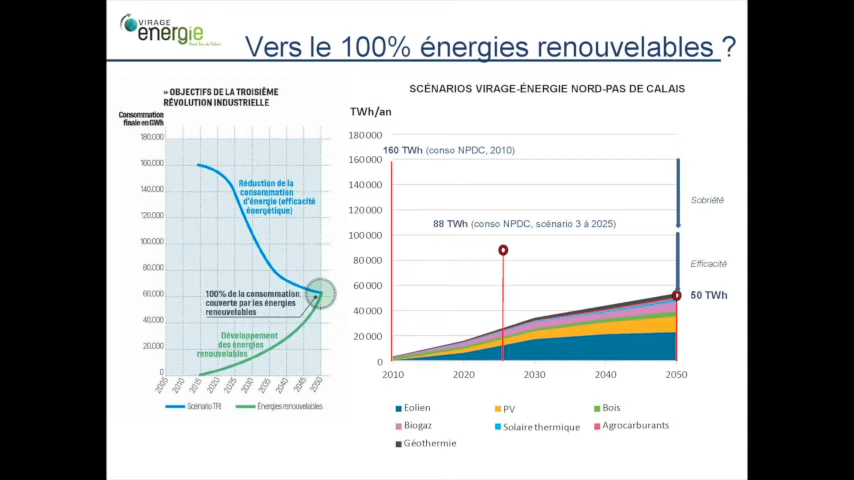 VIRAGE
énergie
Nord-Pas de Calais
Vers le 100% énergies renouvelables ?
» OBJECTIFS DE LA TROISIÈME
RÉVOLUTION INDUSTRIELLE
Consommation
finale en GWh
180.000
160.000
140.000
120.000
100.000
80.000
60.000
40.000
20.000
0
Réduction de la
consommation
d'énergie (efficacité
énergétique)
100% de la consommation
couverte par les énergies
renouvelables
Développement
des énergies
renouvelables
2005
2010
2015
2020
2025
2030
2035
2040
2045
2050
Scénario TRI
Énergies renouvelables
SCÉNARIOS VIRAGE-ÉNERGIE NORD-PAS DE CALAIS
TWh/an
180 000
160 000
140 000
120 000
100 000
80 000
60 000
40 000
20 000
0
160 TWh (conso NPDC, 2010)
88 TWh (conso NPDC, scénario 3 à 2025)
Sobriété
Efficacité
50 TWh
2010
2020
2030
2040
2050
Eolien
PV
Bois
Biogaz
Solaire thermique
Agrocarburants
Géothermie